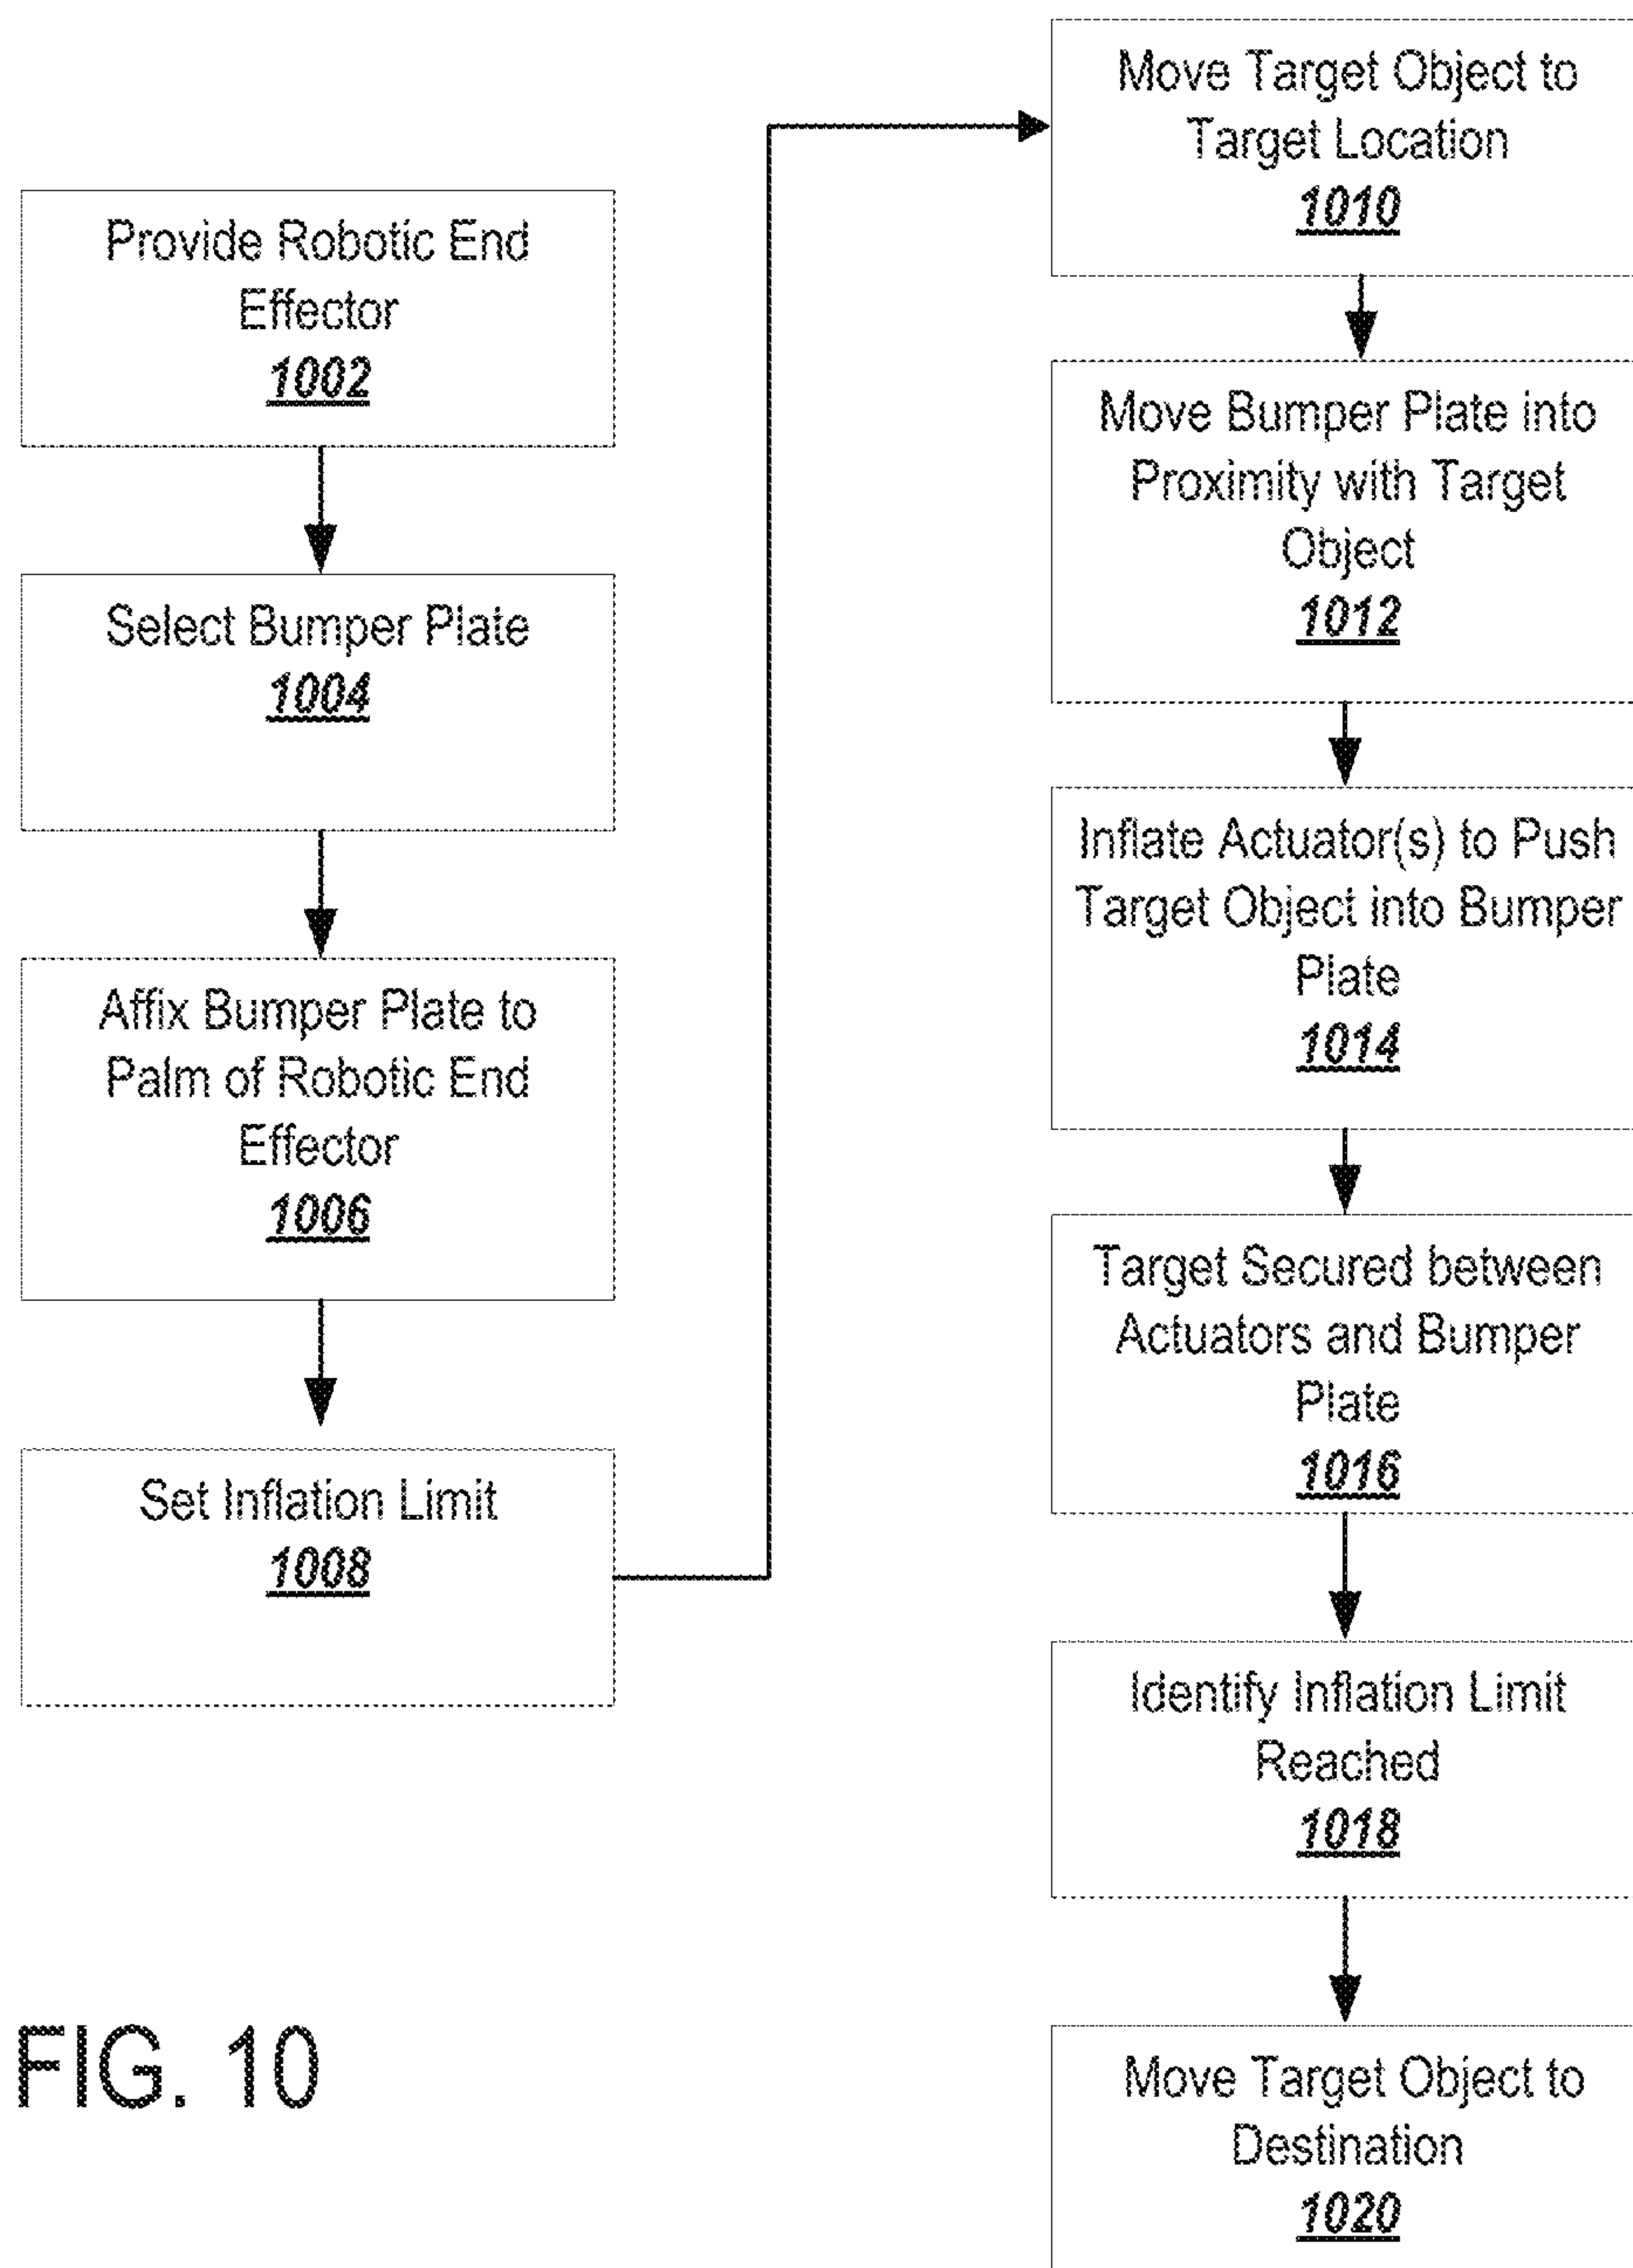 Provide Robotic End
Effector
1002
Select Bumper Plate
1004
Affix Bumper Plate to
Palm of Robotic End
Effector
1006
Set Inflation Limit
1008
Move Target Object to
Target Location
1010
Move Bumper Plate into
Proximity with Target
Object
1012
Inflate Actuator(s) to Push
Target Object into Bumper
Plate
1014
Target Secured between
Actuators and Bumper
Plate
1016
Identify Inflation Limit
Reached
1018
Move Target Object to
Destination
1020
FIG. 10